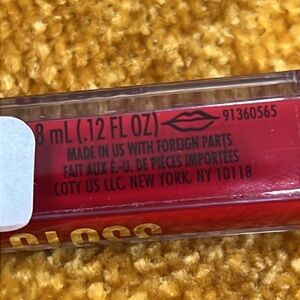 8 mL (.12 FL OZ) 91360565
MADE IN US WITH FOREIGN PARTS
FAIT AUX É.-U. DE PIÈCES IMPORTÉES
COTY US LLC, NEW YORK, NY 10118
GLOSS